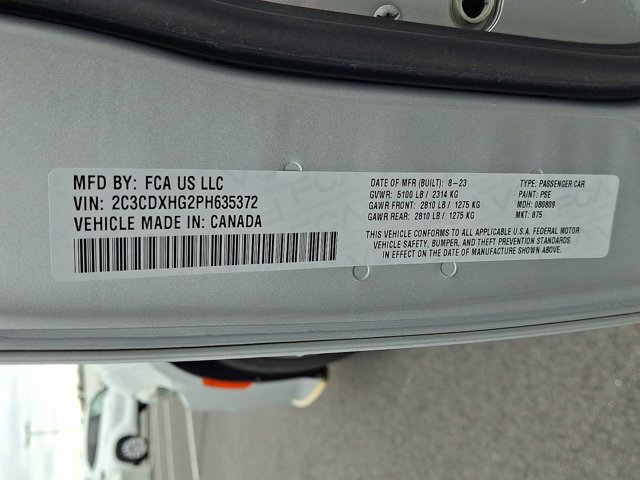 MFD BY: FCA US LLC
VIN: 2C3CDXHG2PH635372
VEHICLE MADE IN: CANADA
DATE OF MFR (BUILT): 8-23
GVWR: 5100 LB / 2314 KG
GAWR FRONT: 2810 LB / 1275 KG
GAWR REAR: 2810 LB / 1275 KG
TYPE: PASSENGER CAR
PAINT: PSE
MDH: 080809
MKT: 875
THIS VEHICLE CONFORMS TO ALL APPLICABLE U.S.A. FEDERAL MOTOR
VEHICLE SAFETY, BUMPER, AND THEFT PREVENTION STANDARDS
IN EFFECT ON THE DATE OF MANUFACTURE SHOWN ABOVE.